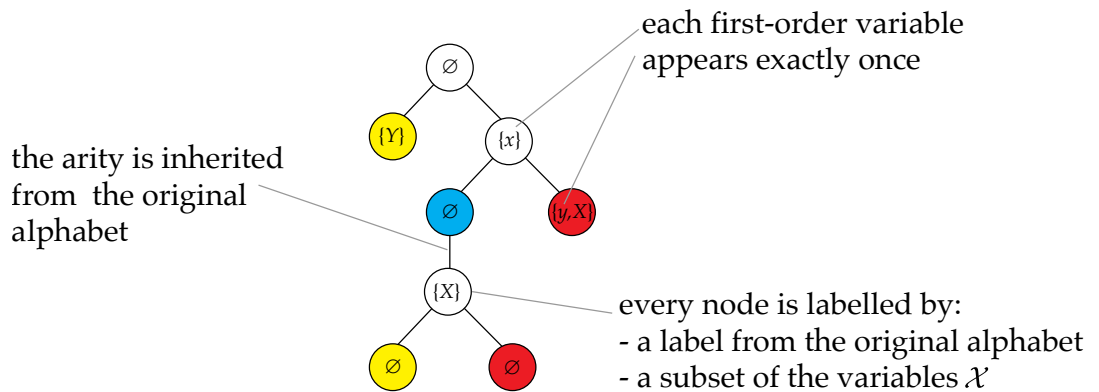 each first-order variable
appears exactly once
∅
{Y}
{x}
the arity is inherited
from the original
alphabet
∅
{y,X}
{X}
every node is labelled by:
- a label from the original alphabet
- a subset of the variables 𝒳
∅
∅